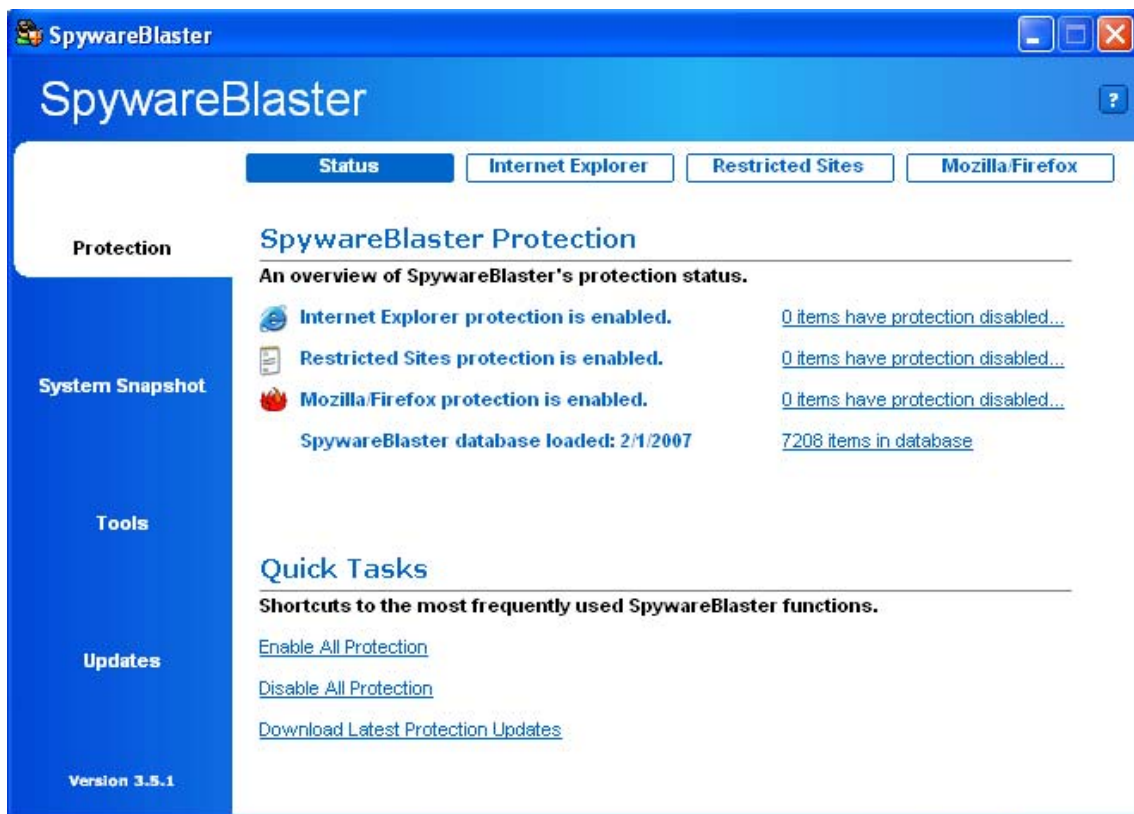 SpywareBlaster
SpywareBlaster
?
Status
Internet Explorer
Restricted Sites
Mozilla/Firefox
Protection
System Snapshot
Tools
Updates
Version 3.5.1
SpywareBlaster Protection
An overview of SpywareBlaster's protection status.
Internet Explorer protection is enabled. 0 items have protection disabled...
Restricted Sites protection is enabled. 0 items have protection disabled...
Mozilla/Firefox protection is enabled. 0 items have protection disabled...
SpywareBlaster database loaded: 2/1/2007 7208 items in database
Quick Tasks
Shortcuts to the most frequently used SpywareBlaster functions.
Enable All Protection
Disable All Protection
Download Latest Protection Updates